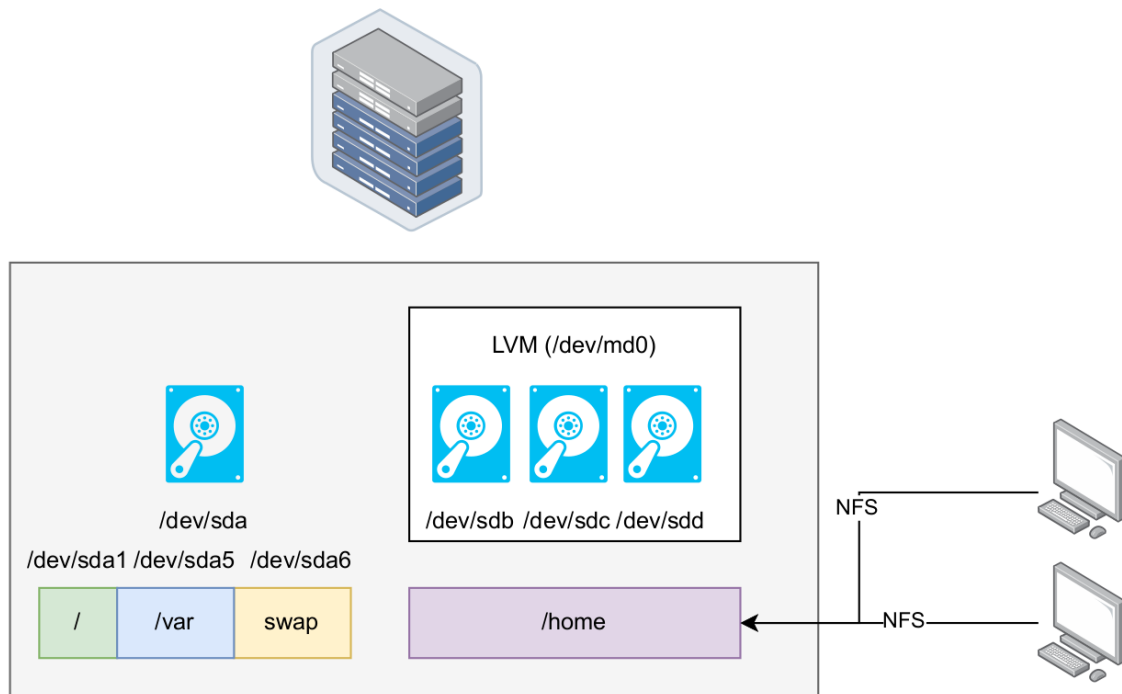 LVM (/dev/md0)
/dev/sda
/dev/sdb /dev/sdc /dev/sdd
/dev/sda1 /dev/sda5 /dev/sda6
/ /var swap
/home
NFS
NFS